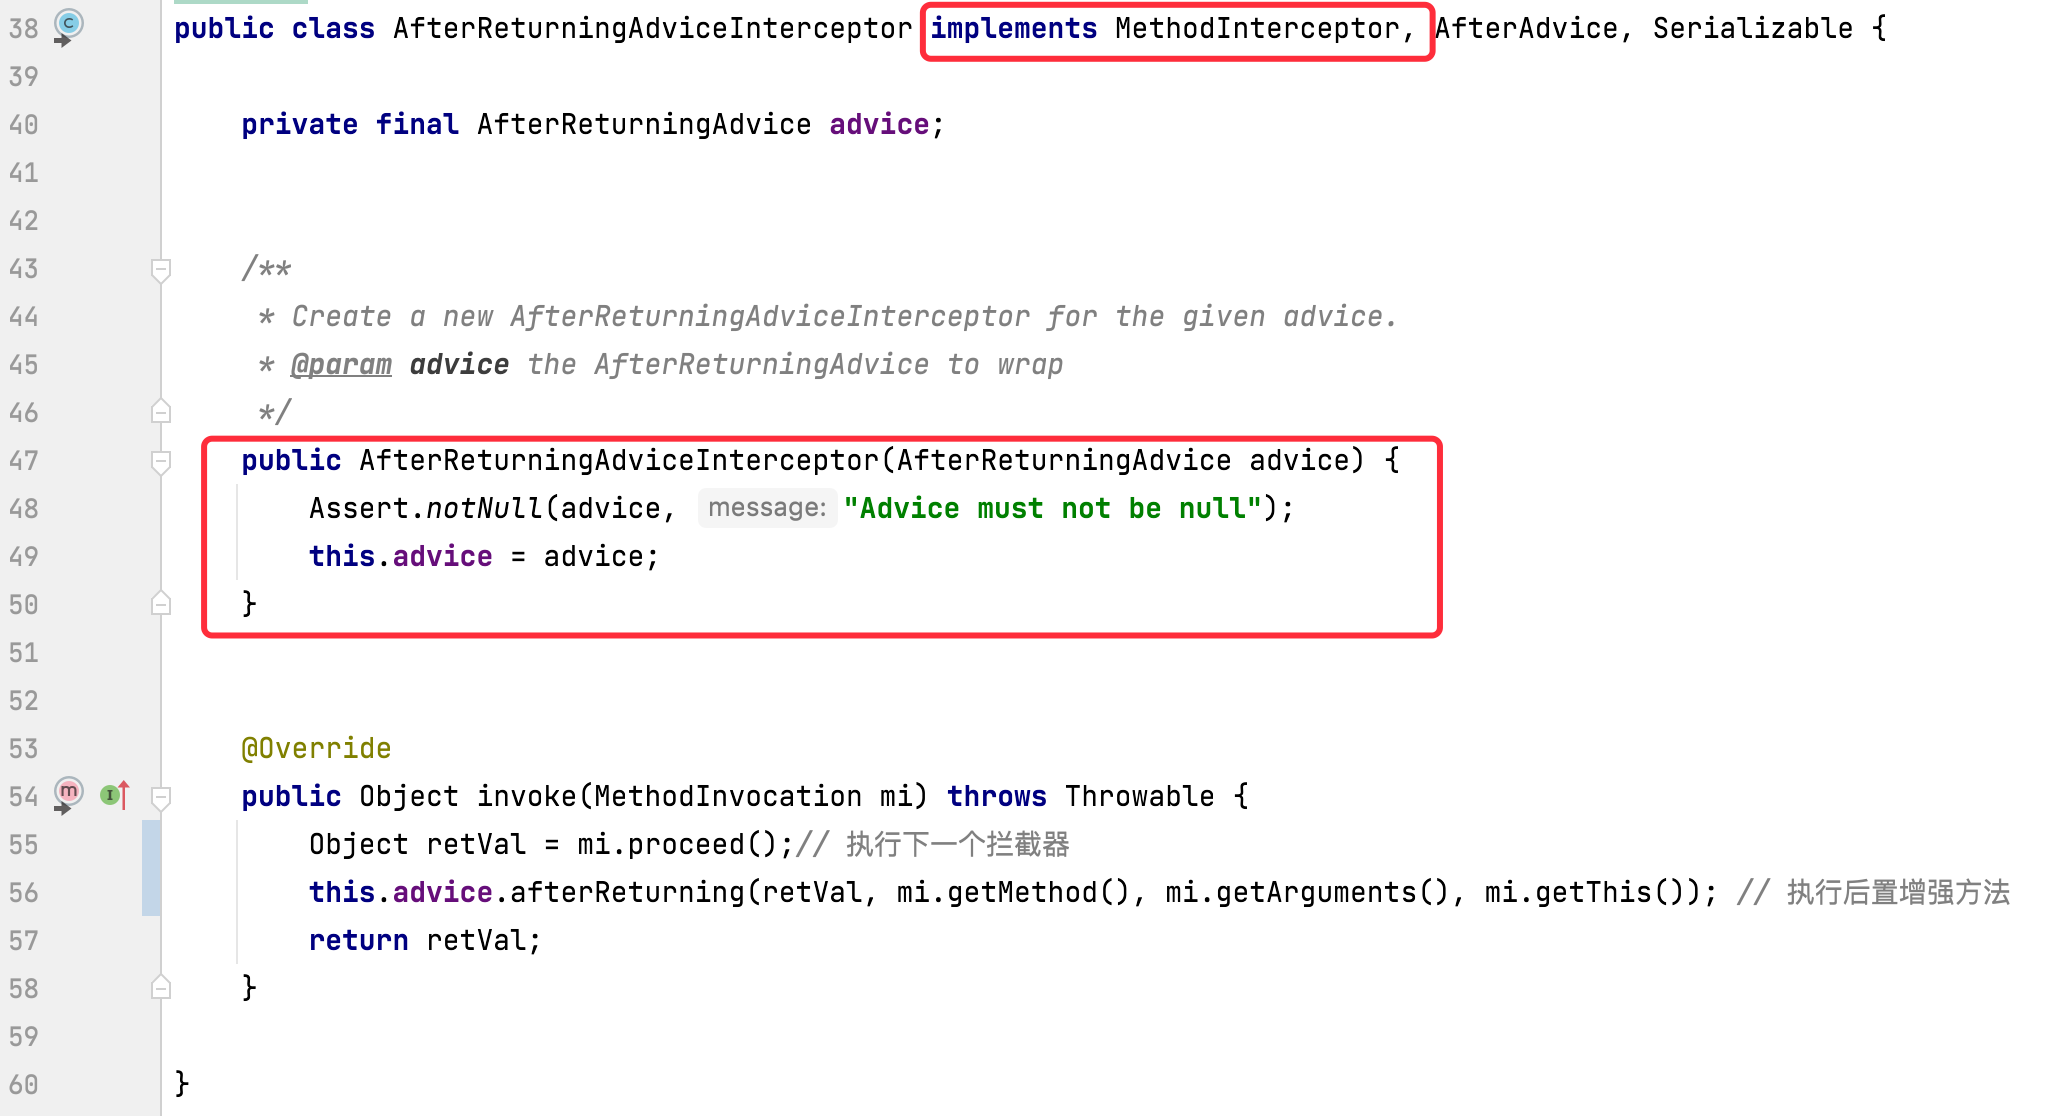 38 public class AfterReturningAdviceInterceptor implements MethodInterceptor, AfterAdvice, Serializable {
39
40 private final AfterReturningAdvice advice;
41
42
43 /**
44 * Create a new AfterReturningAdviceInterceptor for the given advice.
45 * @param advice the AfterReturningAdvice to wrap
46 */
47 public AfterReturningAdviceInterceptor(AfterReturningAdvice advice) {
48 Assert.notNull(advice, message: "Advice must not be null");
49 this.advice = advice;
50 }
51
52
53 @Override
54 public Object invoke(MethodInvocation mi) throws Throwable {
55 Object retVal = mi.proceed();// 执行下一个拦截器
56 this.advice.afterReturning(retVal, mi.getMethod(), mi.getArguments(), mi.getThis()); // 执行后置增强方法
57 return retVal;
58 }
59
60 }